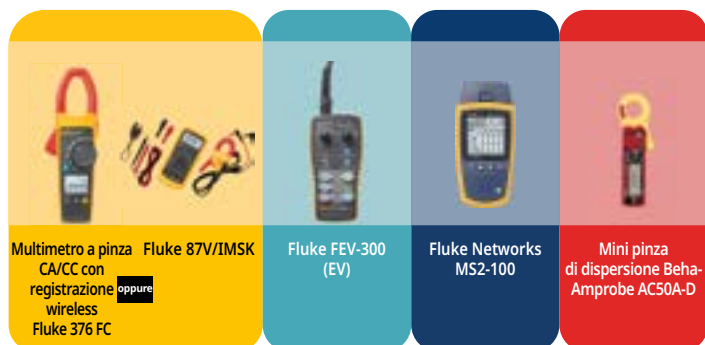 Multimetro a pinza
CA/CC con
registrazione
wireless
Fluke 376 FC
oppure
Fluke 87V/IMSK
Fluke FEV-300
(EV)
Fluke Networks
MS2-100
Mini pinza
di dispersione Beha-
Amprobe AC50A-D